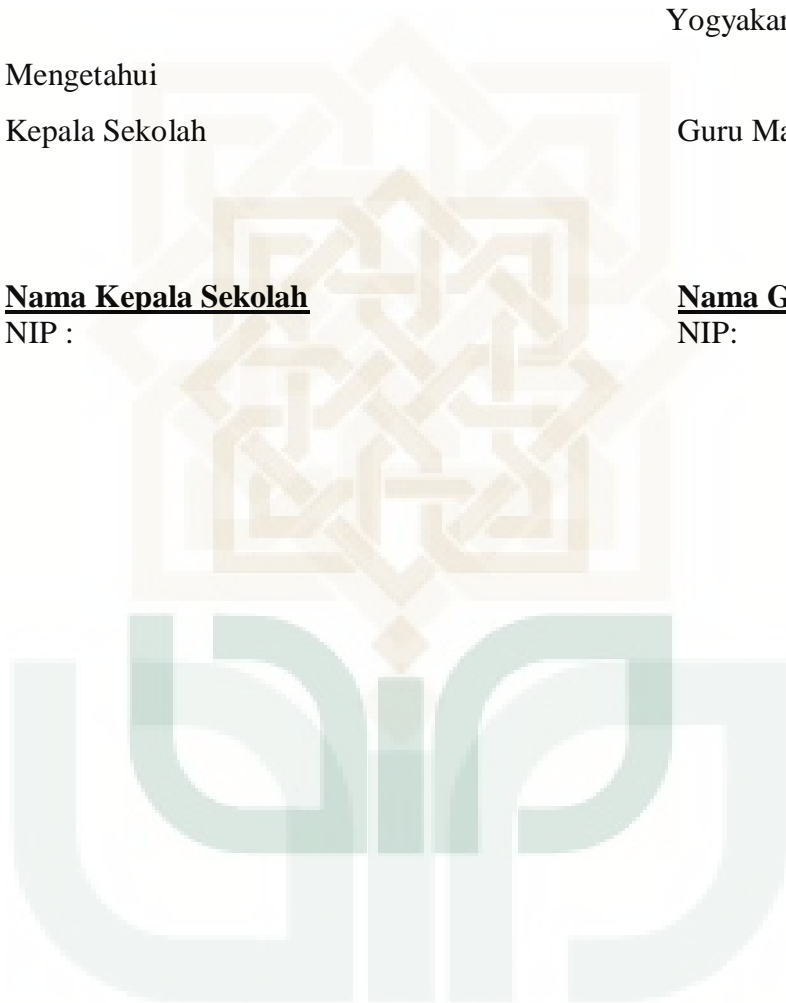 Yogyakar
Mengetahui
Kepala Sekolah Guru Ma
Nama Kepala Sekolah Nama G
NIP : NIP: